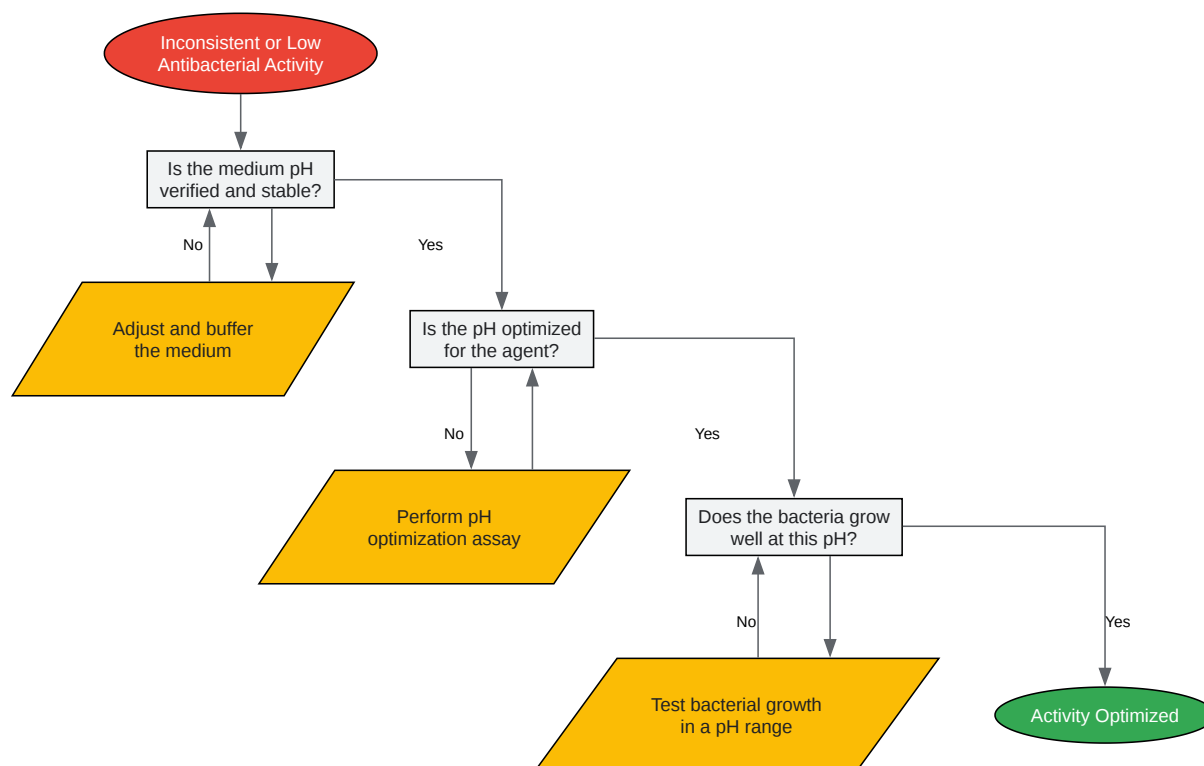 Inconsistent or Low
Antibacterial Activity
Is the medium pH
verified and stable?
No
Yes
Adjust and buffer
the medium
Is the pH optimized
for the agent?
No
Yes
Perform pH
optimization assay
Does the bacteria grow
well at this pH?
No
Yes
Test bacterial growth
in a pH range
Activity Optimized